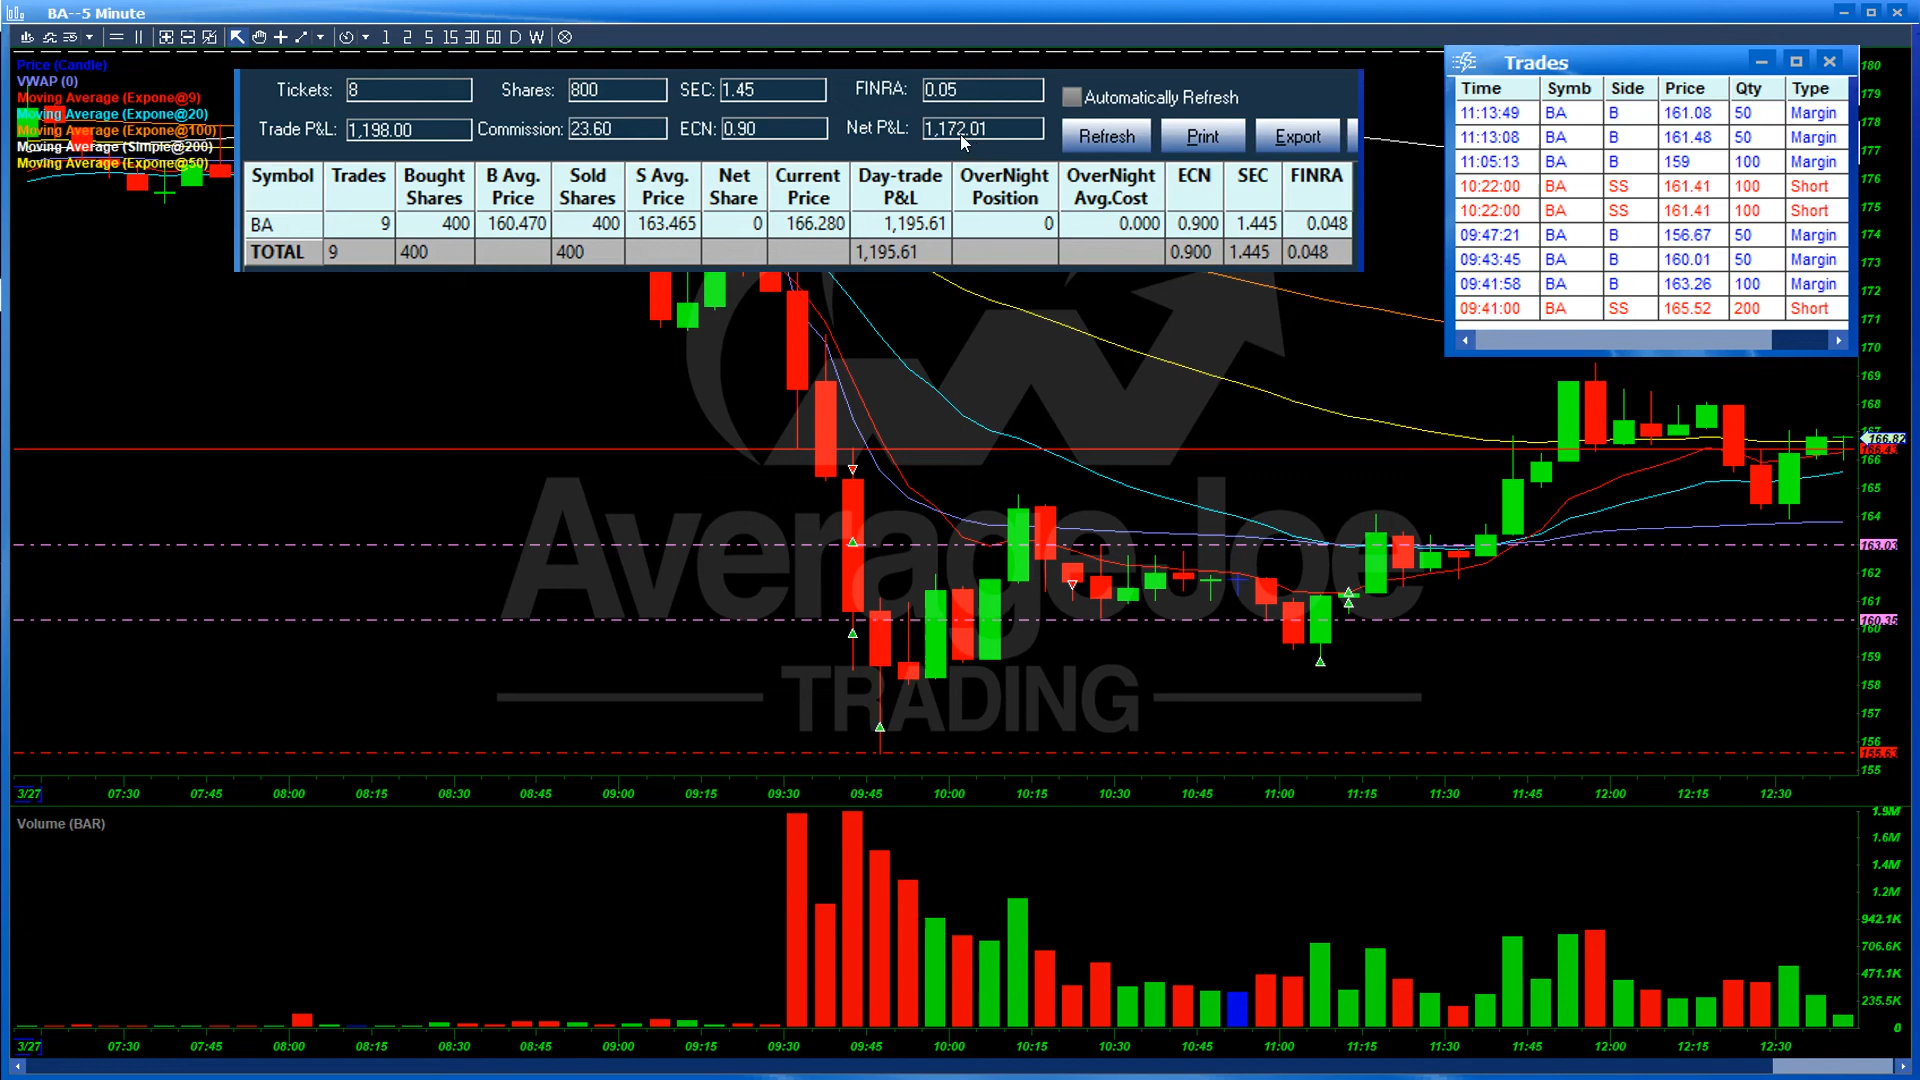 BA--5 Minute
1 2 5 15 30 60 D W
Price (Candle)
VWAP (0)
Moving Average (Expone@9)
Moving Average (Expone@20)
Moving Average (Expone@100)
Moving Average (Simple@200)
Moving Average (Expone@50)
Tickets: 8 Shares: 800 SEC: 1.45 FINRA: 0.05 Automatically Refresh
Trade P&L: 1,198.00 Commission: 23.60 ECN: 0.90 Net P&L: 1,172.01 Refresh Print Export
Symbol Trades Bought Shares B Avg. Price Sold Shares S Avg. Price Net Share Current Price Day-trade P&L OverNight Position OverNight Avg.Cost ECN SEC FINRA
BA 9 400 160.470 400 163.465 0 166.280 1,195.61 0 0.000 0.900 1.445 0.048
TOTAL 9 400 400 1,195.61 0.900 1.445 0.048
Trades
Time Symb Side Price Qty Type
11:13:49 BA B 161.08 50 Margin
11:13:08 BA B 161.48 50 Margin
11:05:13 BA B 159 100 Margin
10:22:00 BA SS 161.41 100 Short
10:22:00 BA SS 161.41 100 Short
09:47:21 BA B 156.67 50 Margin
09:43:45 BA B 160.01 50 Margin
09:41:58 BA B 163.26 100 Margin
09:41:00 BA SS 165.52 200 Short
180
179
178
177
176
175
174
173
172
171
170
169
168
166.82
166.43
166
165
164
163.03
162
161
160.35
160
159
158
157
156
155.63
155
AverageJoe
TRADING
3/27 07:30 07:45 08:00 08:15 08:30 08:45 09:00 09:15 09:30 09:45 10:00 10:15 10:30 10:45 11:00 11:15 11:30 11:45 12:00 12:15 12:30
Volume (BAR)
1.9M
1.6M
1.4M
1.2M
942.1K
706.6K
471.1K
235.5K
0
3/27 07:30 07:45 08:00 08:15 08:30 08:45 09:00 09:15 09:30 09:45 10:00 10:15 10:30 10:45 11:00 11:15 11:30 11:45 12:00 12:15 12:30